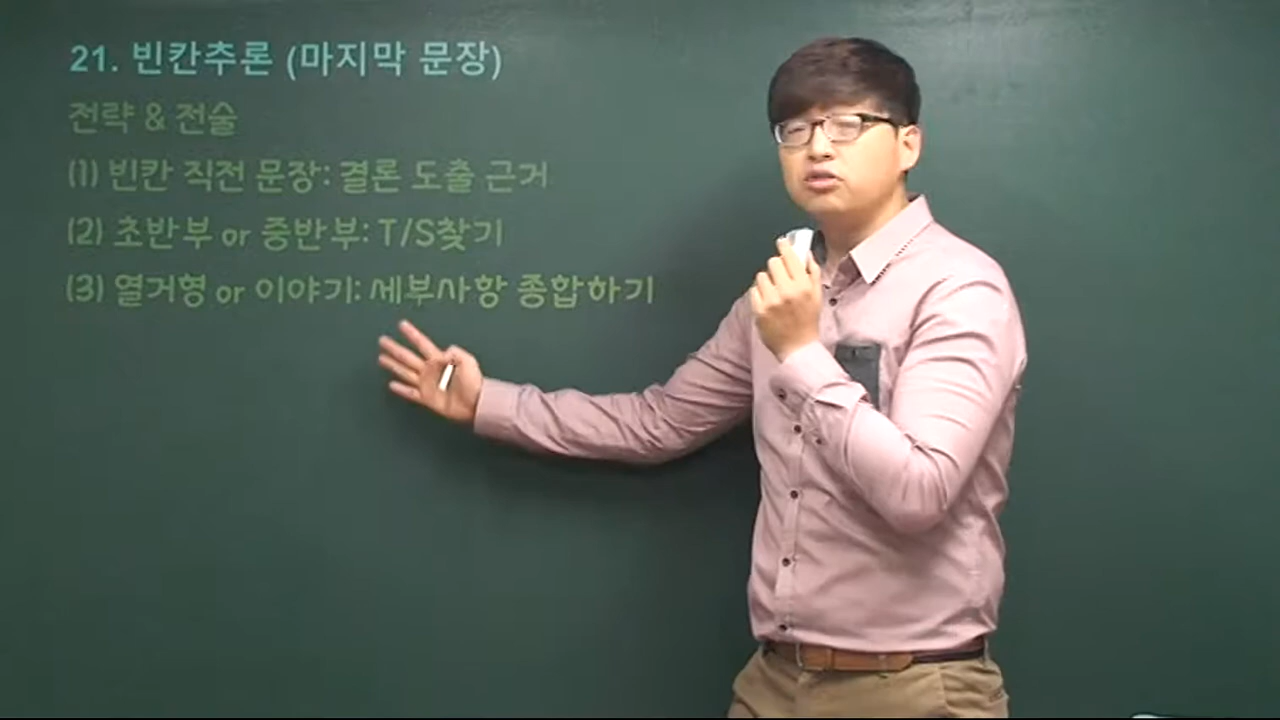 21. 빈칸추론 (마지막 문장)
전략 & 전술
(1) 빈칸 직전 문장: 결론 도출 근거
(2) 초반부 or 중반부: T/S찾기
(3) 열거형 or 이야기: 세부사항 종합하기